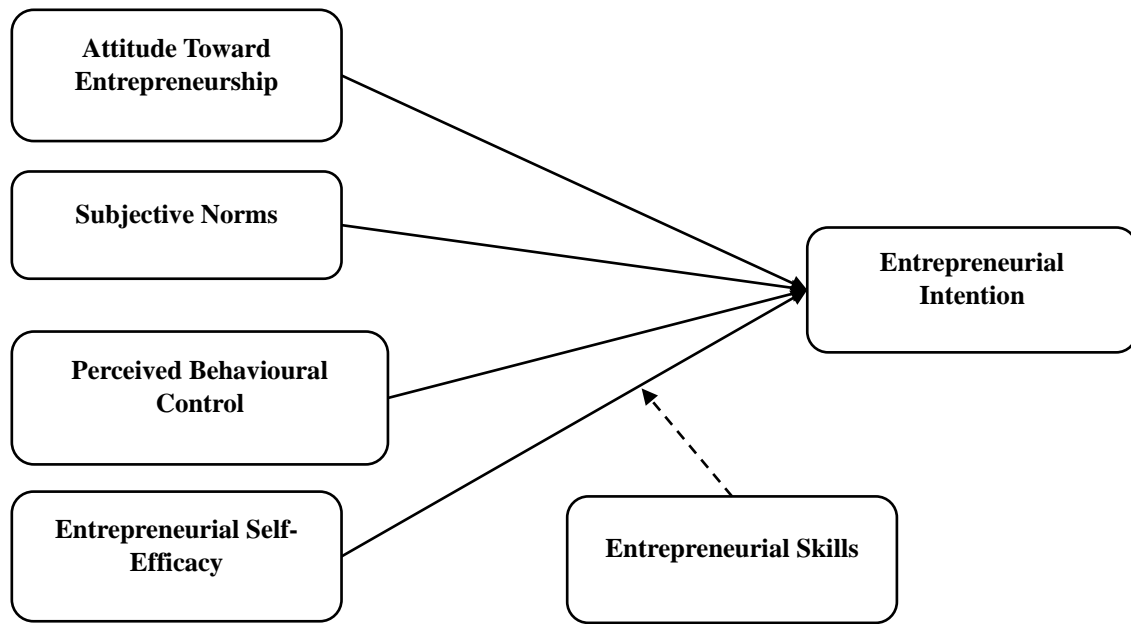 Attitude Toward
Entrepreneurship
Subjective Norms
Entrepreneurial
Intention
Perceived Behavioural
Control
Entrepreneurial Self-
Efficacy
Entrepreneurial Skills